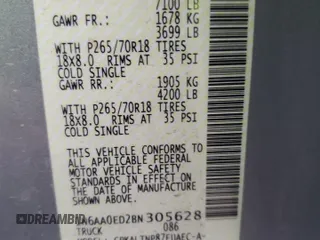 7100 LB
GAWR FR.: 1678 KG
3699 LB
WITH P265/70R18 TIRES
18x8.0 RIMS AT 35 PSI
COLD SINGLE
GAWR RR.: 1905 KG
4200 LB
WITH P265/70R18 TIRES
18x8.0 RIMS AT 35 PSI
COLD SINGLE
THIS VEHICLE CONFORMS TO
ALL APPLICABLE FEDERAL
MOTOR VEHICLE SAFETY
STANDARDS IN EFFECT ON
THE DATE OF MANUFACTURE
SHOWN ABOVE.
1N6AA0ED2BN305628
TRUCK 086
DREAMBID